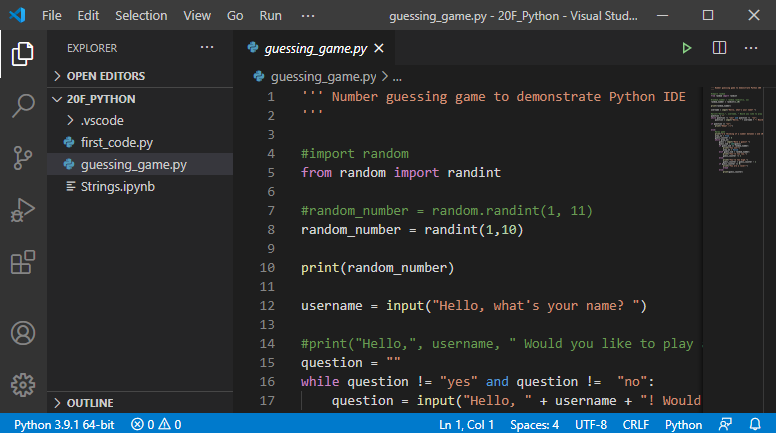 File Edit Selection View Go Run ··· guessing_game.py - 20F_Python - Visual Stud...
EXPLORER ···
OPEN EDITORS
20F_PYTHON
.vscode
first_code.py
guessing_game.py
Strings.ipynb
OUTLINE
guessing_game.py ···
guessing_game.py > ...
1 ''' Number guessing game to demonstrate Python IDE
2 '''
3
4 #import random
5 from random import randint
6
7 #random_number = random.randint(1, 11)
8 random_number = randint(1,10)
9
10 print(random_number)
11
12 username = input("Hello, what's your name? ")
13
14 #print("Hello,", username, " Would you like to play
15 question = ""
16 while question != "yes" and question !=  "no":
17     question = input("Hello, " + username + "! Would
Python 3.9.1 64-bit 0 0 Ln 1, Col 1 Spaces: 4 UTF-8 CRLF Python